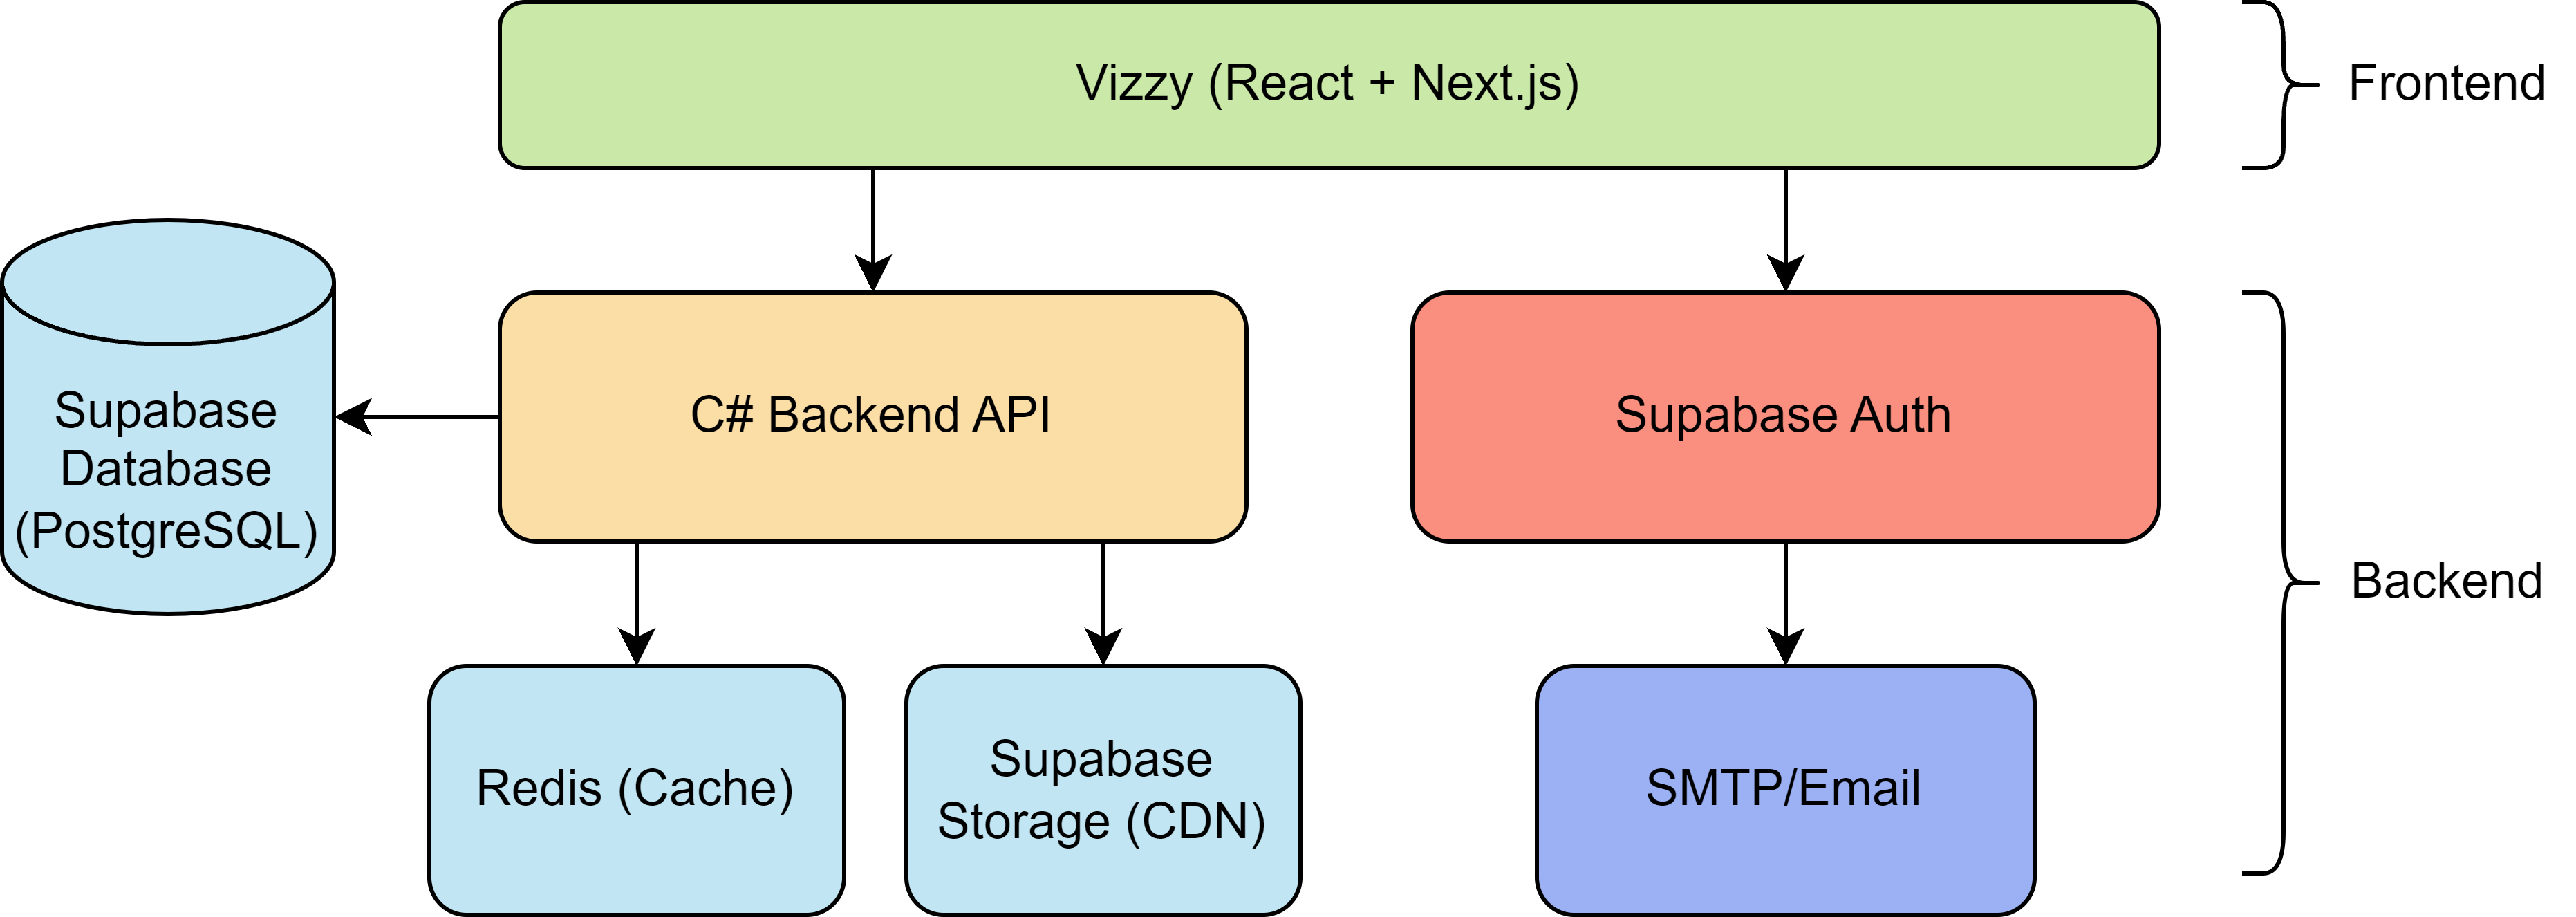 Vizzy (React + Next.js)
Frontend
Supabase
Database
(PostgreSQL)
C# Backend API
Supabase Auth
Backend
Redis (Cache)
Supabase
Storage (CDN)
SMTP/Email